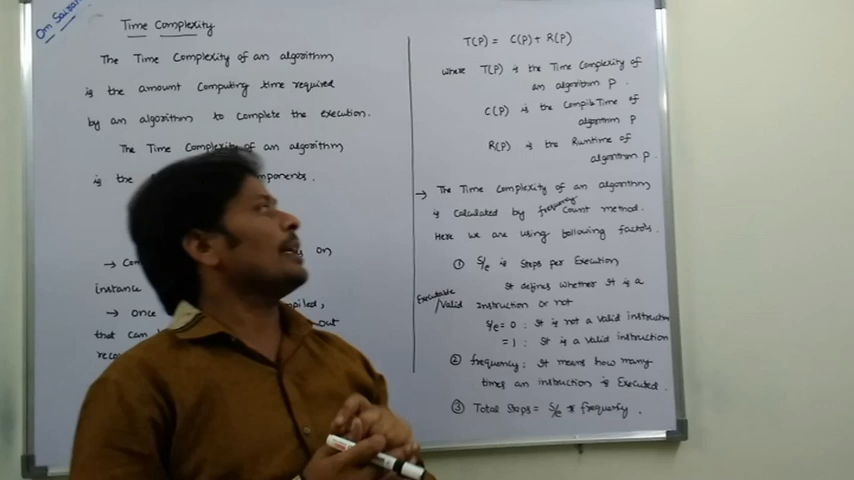 Om Sairam
Time Complexity
The Time Complexity of an algorithm
is the amount Computing time required
by an algorithm to Complete the execution.
The Time Complexity of an algorithm
is the
mponents.
→ Com
on
instance
→ once
piled,
that can
out
reco
T(P) = C(P) + R(P)
where T(P) is the Time Complexity of
an algorithm P.
C(P) is the Compile Time of
algorithm P
R(P) is the Runtime of
algorithm P.
→ The Time Complexity of an algorithm
is Calculated by frequency Count method.
Here we are using following factors.
① S/e is Steps per Execution
It defines whether It is a
Executable
/Valid Instruction or not
S/e = 0 : It is not a Valid instructn
= 1 : It is a Valid instruction
② frequency: It means how many
times an instruction is Executed.
③ Total Steps = S/e * frequency.